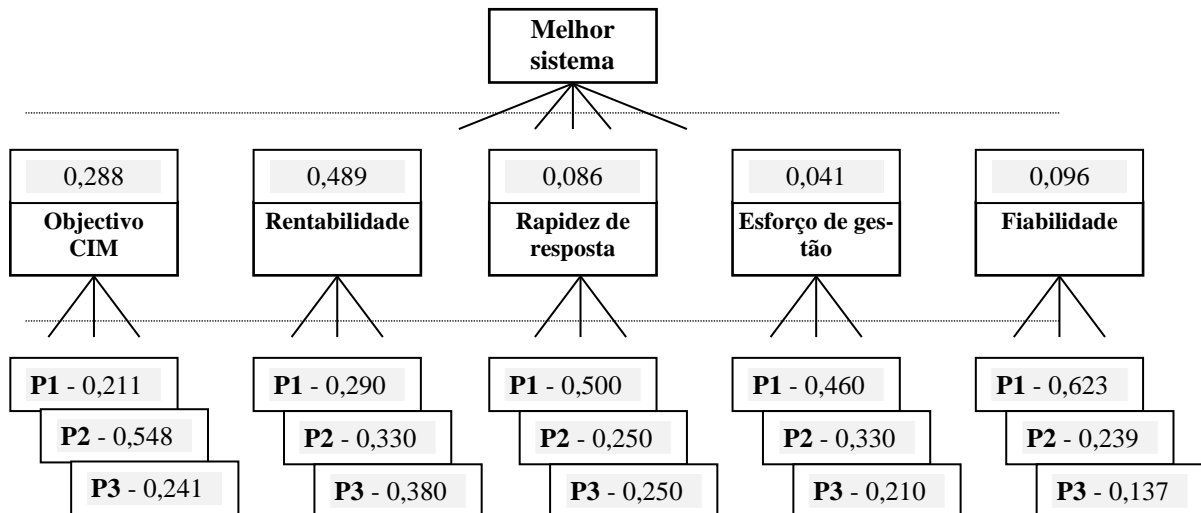 Melhor
sistema
0,288
0,489
0,086
0,041
0,096
Objectivo
CIM
Rentabilidade
Rapidez de
resposta
Esforço de ges-
tão
Fiabilidade
P1 - 0,211
P2 - 0,548
P3 - 0,241
P1 - 0,290
P2 - 0,330
P3 - 0,380
P1 - 0,500
P2 - 0,250
P3 - 0,250
P1 - 0,460
P2 - 0,330
P3 - 0,210
P1 - 0,623
P2 - 0,239
P3 - 0,137